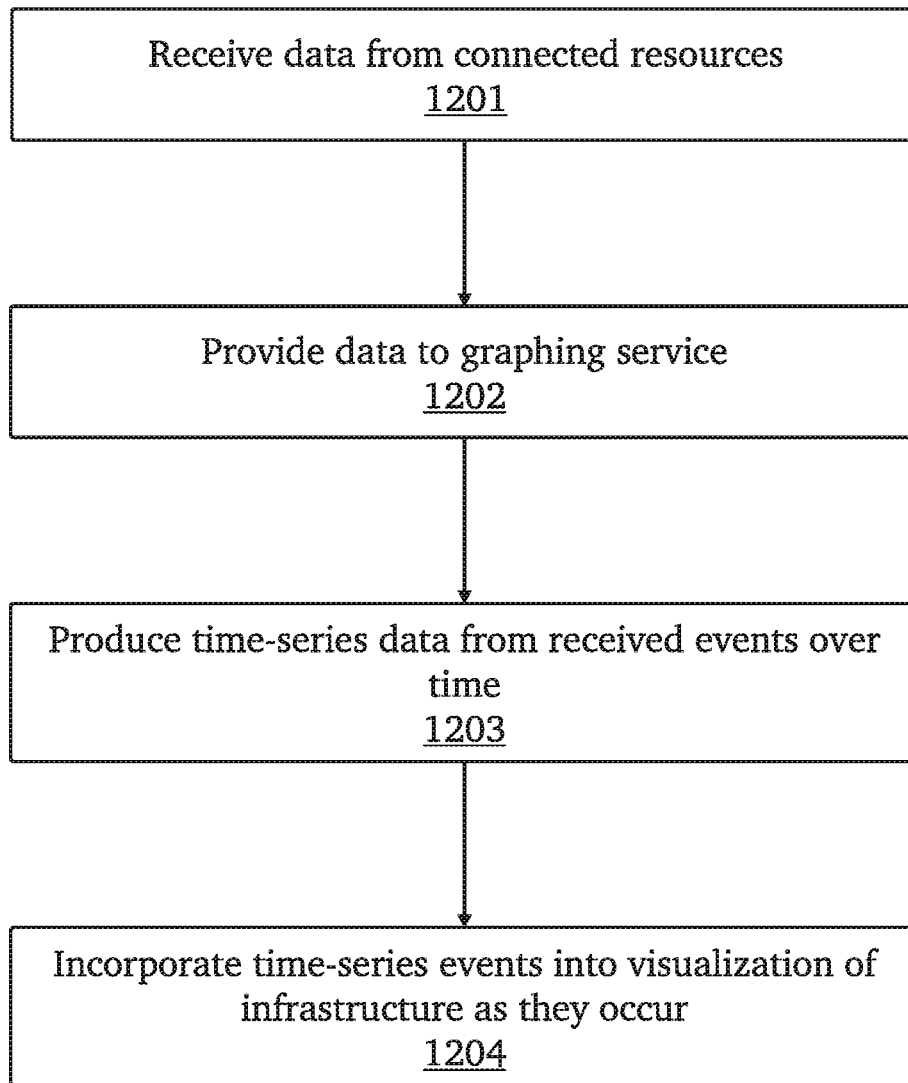 Receive data from connected resources
1201
Provide data to graphing service
1202
Produce time-series data from received events over
time
1203
Incorporate time-series events into visualization of
infrastructure as they occur
1204